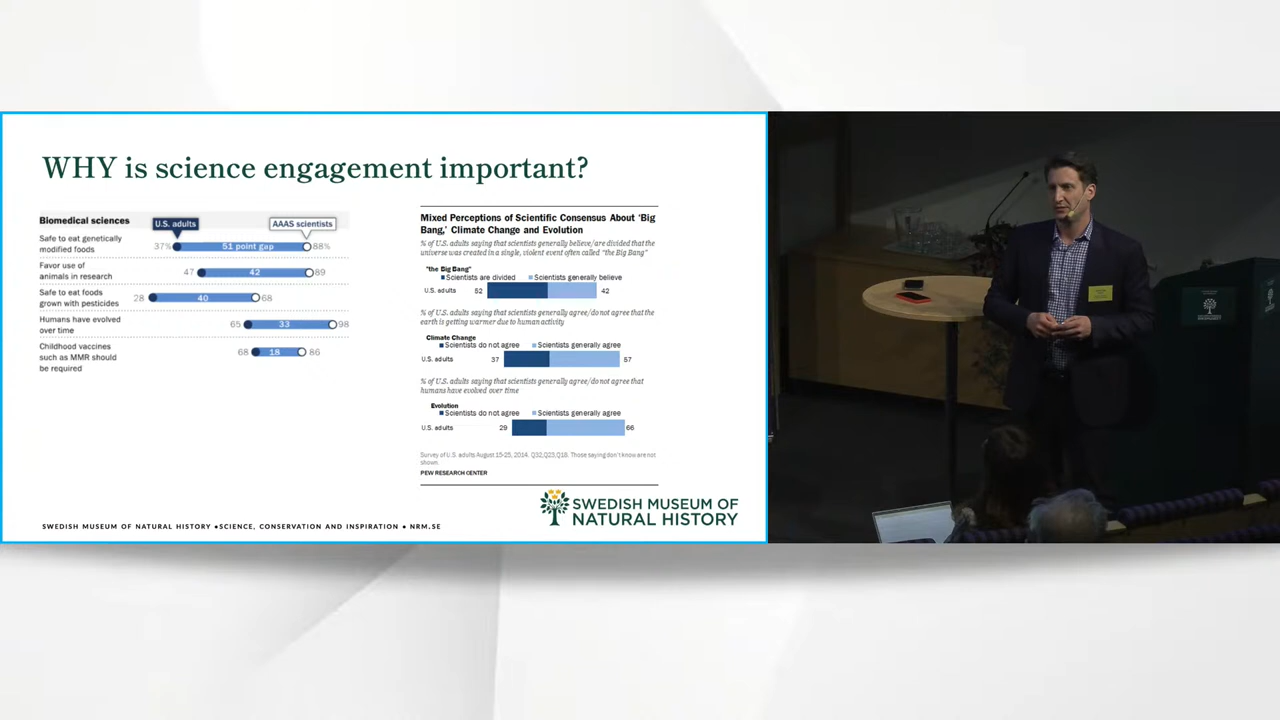 WHY is science engagement important?
Biomedical sciences
U.S. adults
AAAS scientists
Safe to eat genetically
modified foods
37%
51 point gap
88%
Favor use of
animals in research
47
42
89
Safe to eat foods
grown with pesticides
28
40
68
Humans have evolved
over time
65
33
98
Childhood vaccines
such as MMR should
be required
68
18
86
Mixed Perceptions of Scientific Consensus About ‘Big
Bang,’ Climate Change and Evolution
% of U.S. adults saying that scientists generally believe/are divided that the
universe was created in a single, violent event often called "the Big Bang"
"the Big Bang"
Scientists are divided
Scientists generally believe
U.S. adults
52
42
% of U.S. adults saying that scientists generally agree/do not agree that the
earth is getting warmer due to human activity
Climate Change
Scientists do not agree
Scientists generally agree
U.S. adults
37
57
% of U.S. adults saying that scientists generally agree/do not agree that
humans have evolved over time
Evolution
Scientists do not agree
Scientists generally agree
U.S. adults
29
66
Survey of U.S. adults August 15-25, 2014. Q32,Q23,Q18. Those saying don't know are not
shown.
PEW RESEARCH CENTER
SWEDISH MUSEUM OF
NATURAL HISTORY
SWEDISH MUSEUM OF NATURAL HISTORY •SCIENCE, CONSERVATION AND INSPIRATION • NRM.SE